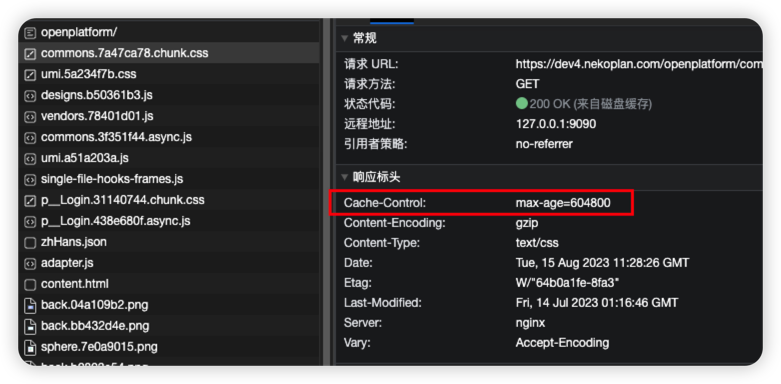 openplatform/
commons.7a47ca78.chunk.css
umi.5a234f7b.css
designs.b50361b3.js
vendors.78401d01.js
commons.3f351f44.async.js
umi.a51a203a.js
single-file-hooks-frames.js
p__Login.31140744.chunk.css
p__Login.438e680f.async.js
zhHans.json
adapter.js
content.html
back.04a109b2.png
back.bb432d4e.png
sphere.7e0a9015.png
常规
请求 URL: https://dev4.nekoplan.com/openplatform/com
请求方法: GET
状态代码: 200 OK (来自磁盘缓存)
远程地址: 127.0.0.1:9090
引用者策略: no-referrer
响应标头
Cache-Control: max-age=604800
Content-Encoding: gzip
Content-Type: text/css
Date: Tue, 15 Aug 2023 11:28:26 GMT
Etag: W/"64b0a1fe-8fa3"
Last-Modified: Fri, 14 Jul 2023 01:16:46 GMT
Server: nginx
Vary: Accept-Encoding